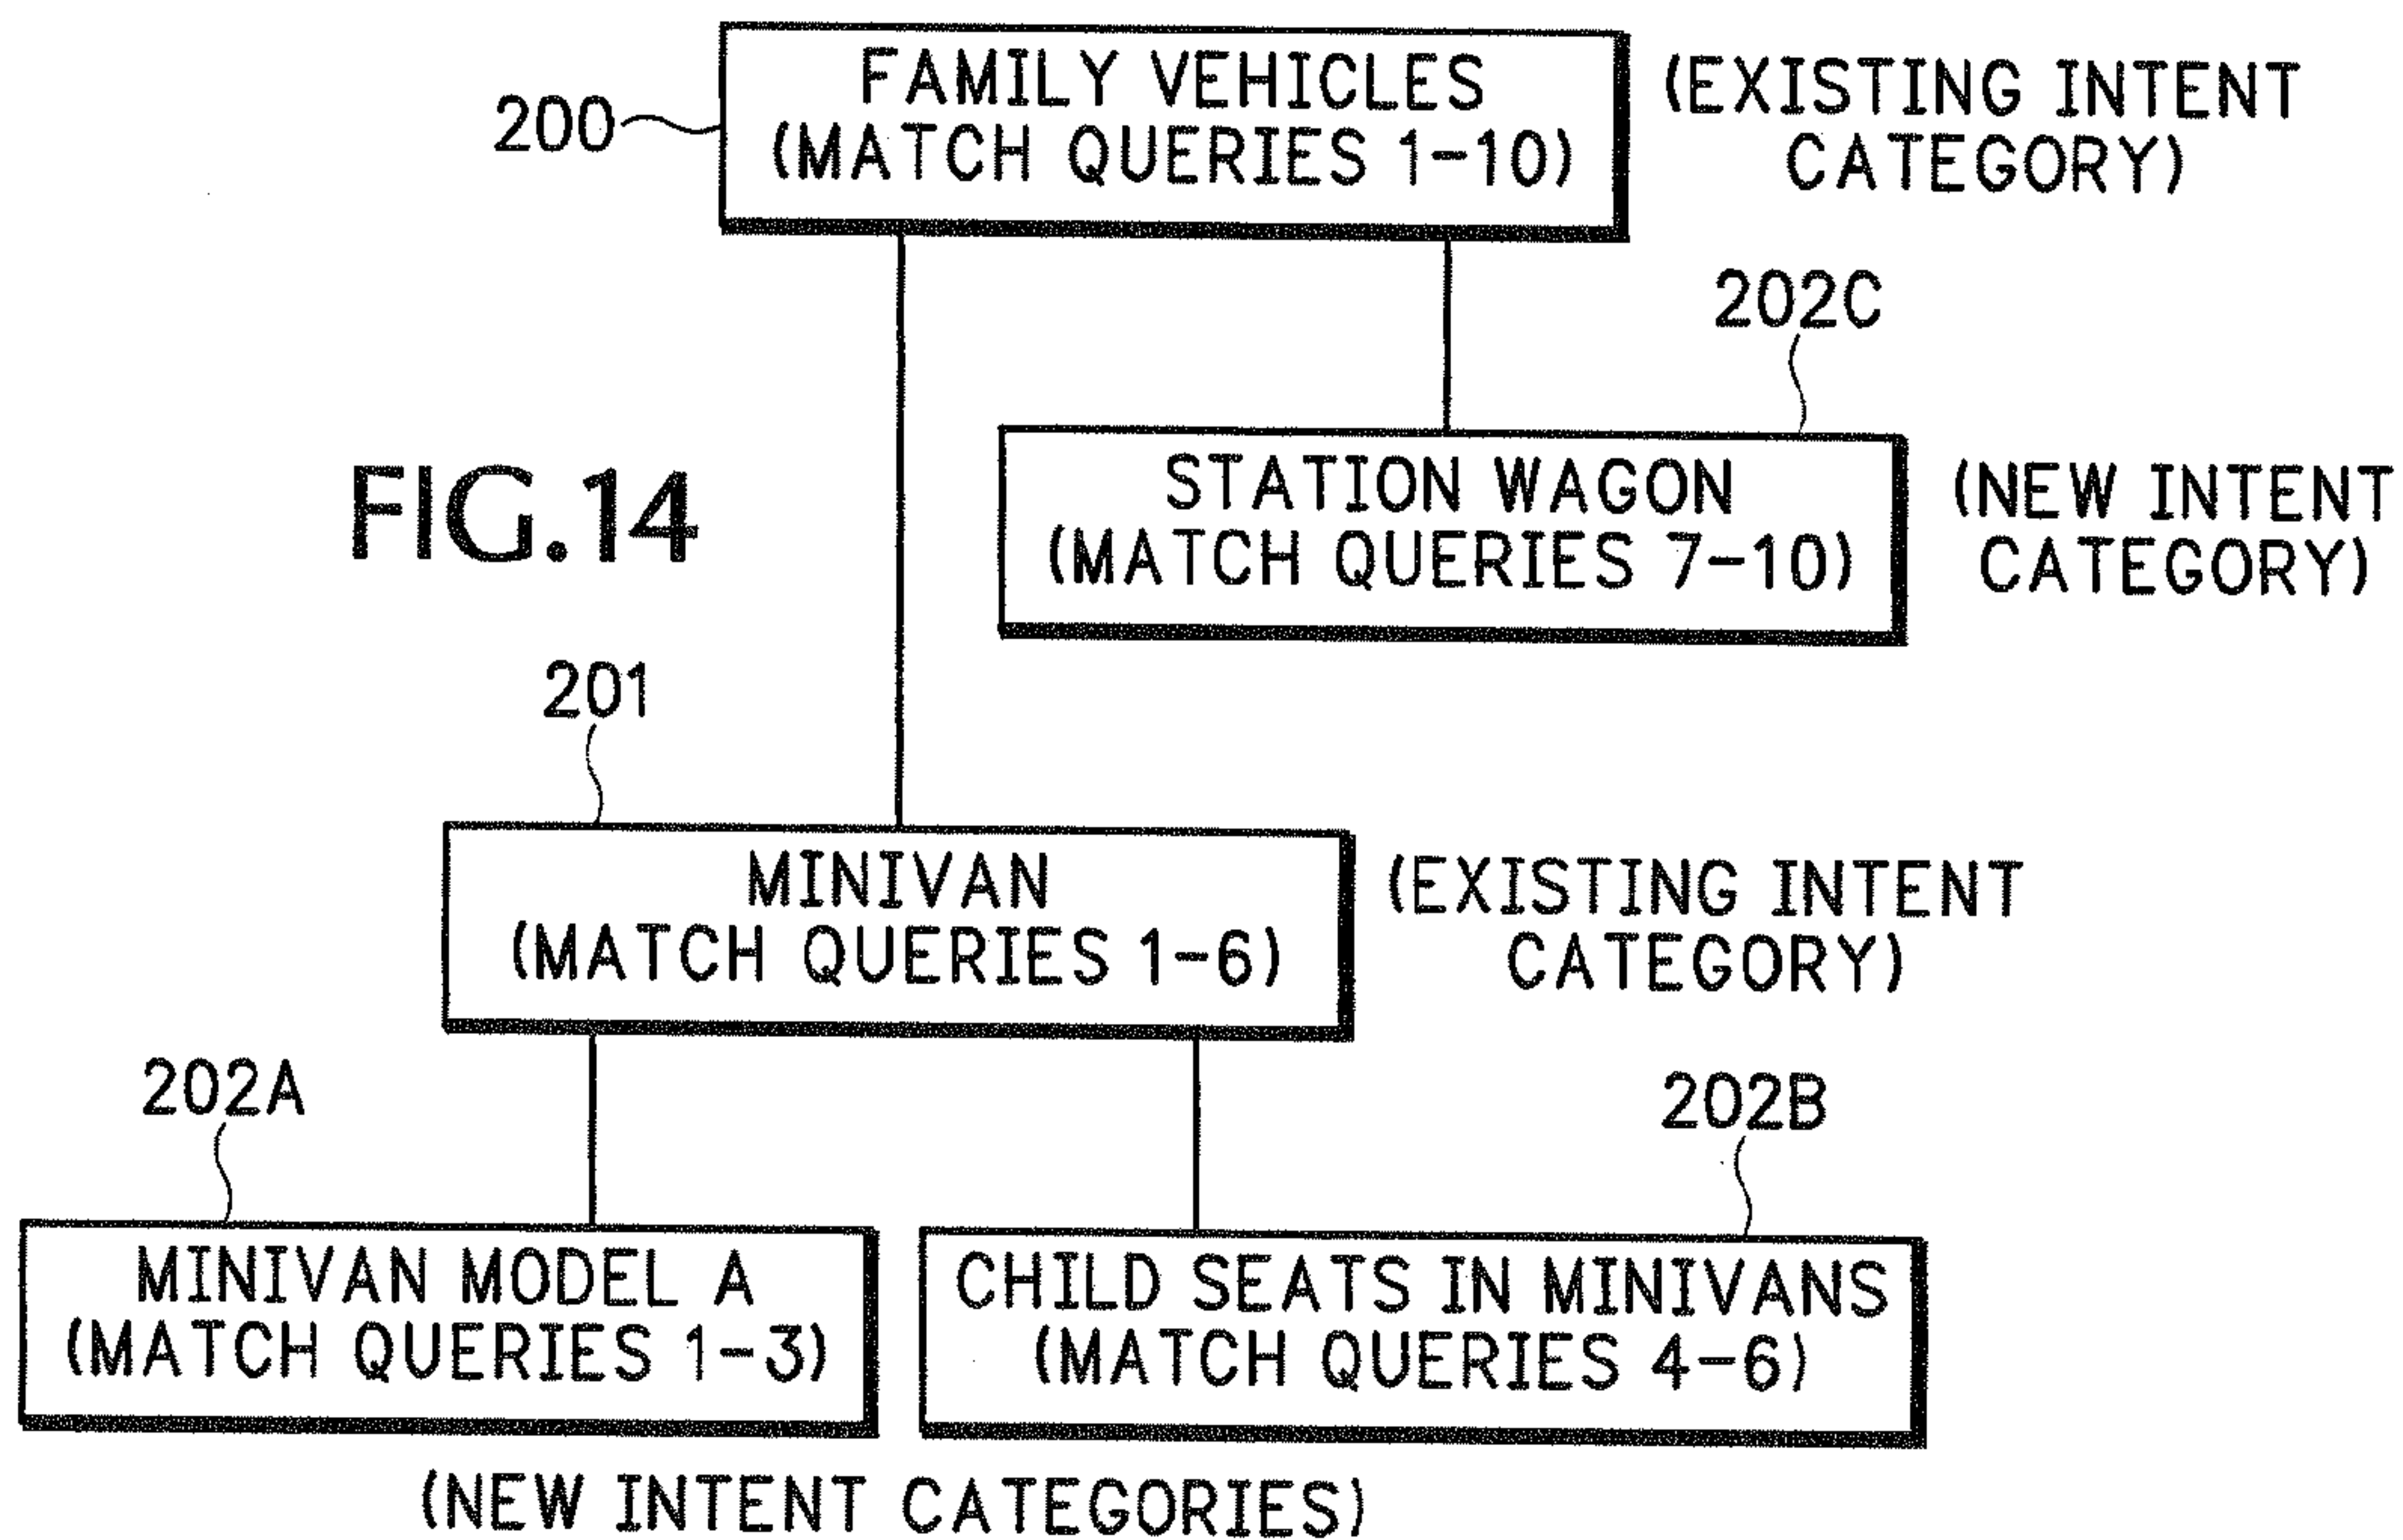 FAMILY VEHICLES
(MATCH QUERIES 1-10)
200
(EXISTING INTENT
CATEGORY)
202C
STATION WAGON
(MATCH QUERIES 7-10)
(NEW INTENT
CATEGORY)
FIG.14
201
MINIVAN
(MATCH QUERIES 1-6)
(EXISTING INTENT
CATEGORY)
202A
202B
MINIVAN MODEL A
(MATCH QUERIES 1-3)
CHILD SEATS IN MINIVANS
(MATCH QUERIES 4-6)
(NEW INTENT CATEGORIES)